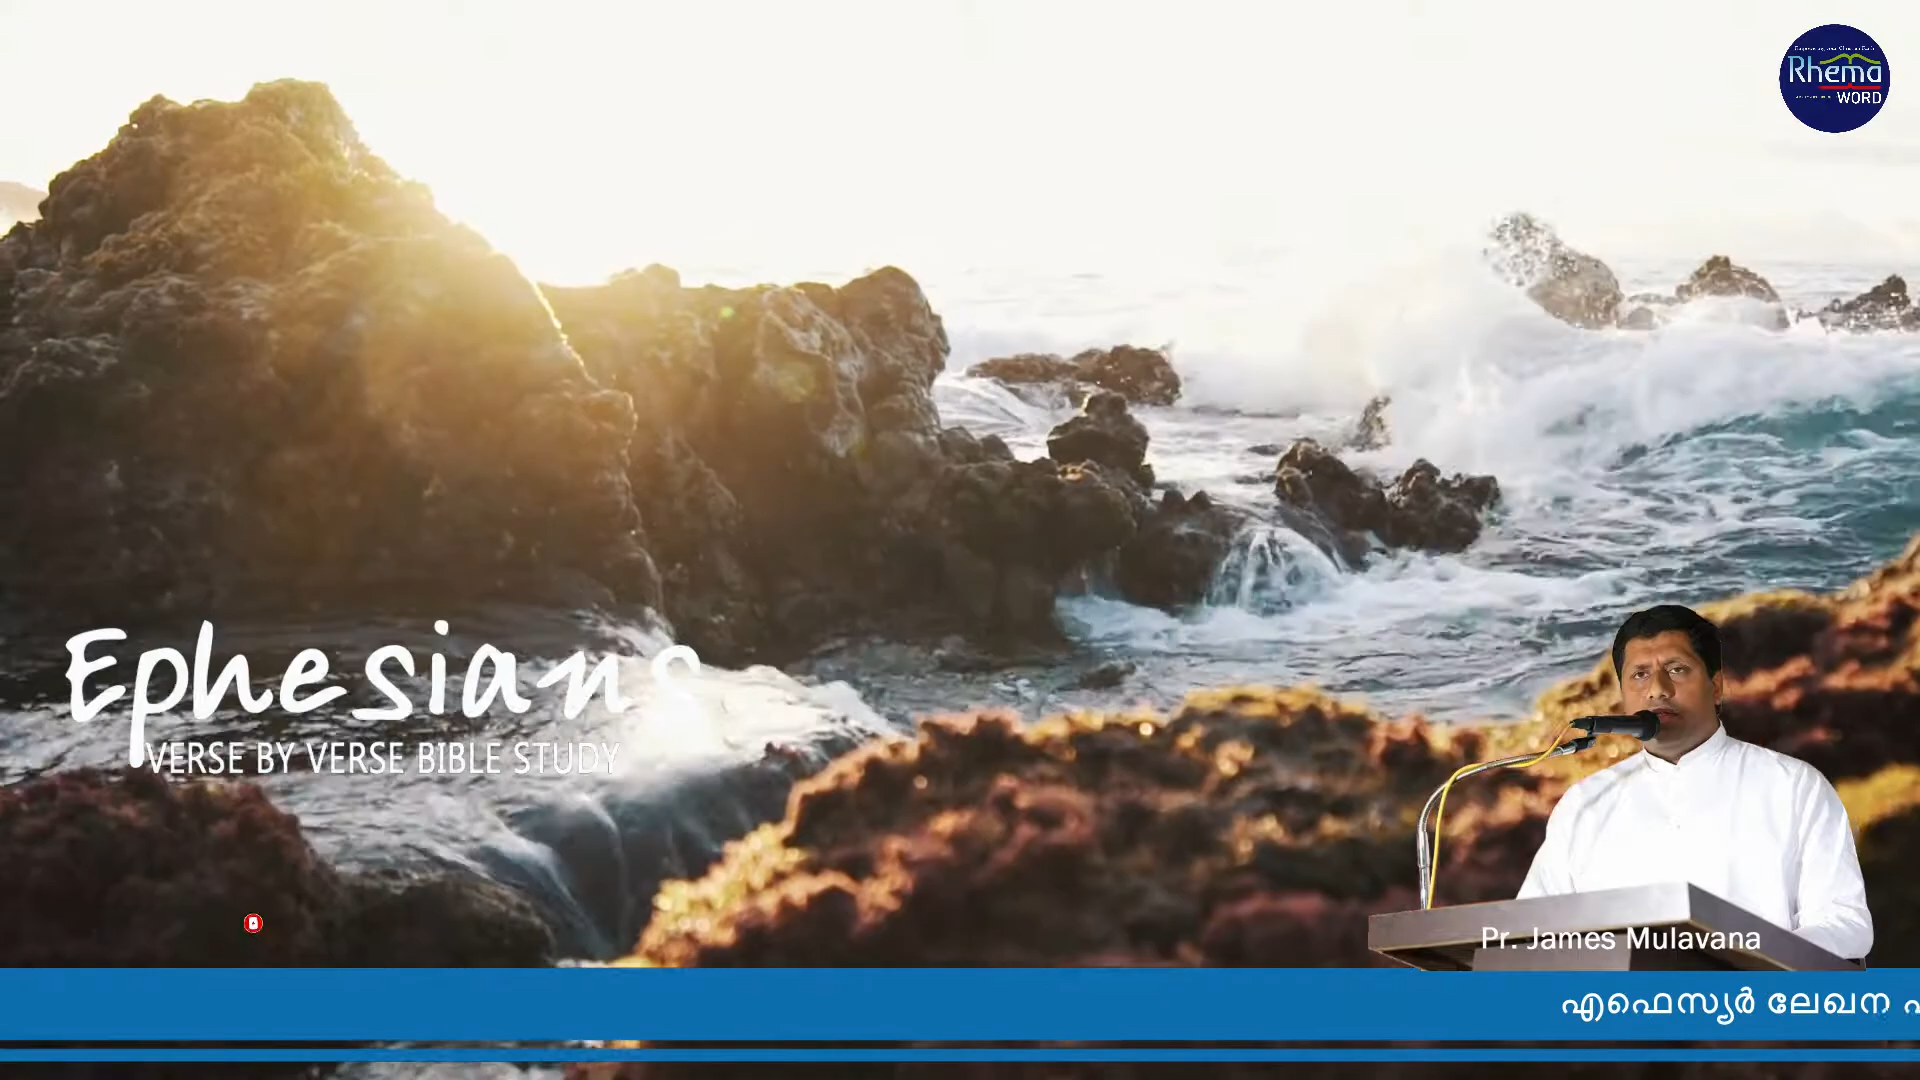 Rhema
WORD
Ephesians
VERSE BY VERSE BIBLE STUDY
Pr. James Mulavana
എഫെസ്യർ ലേഖന